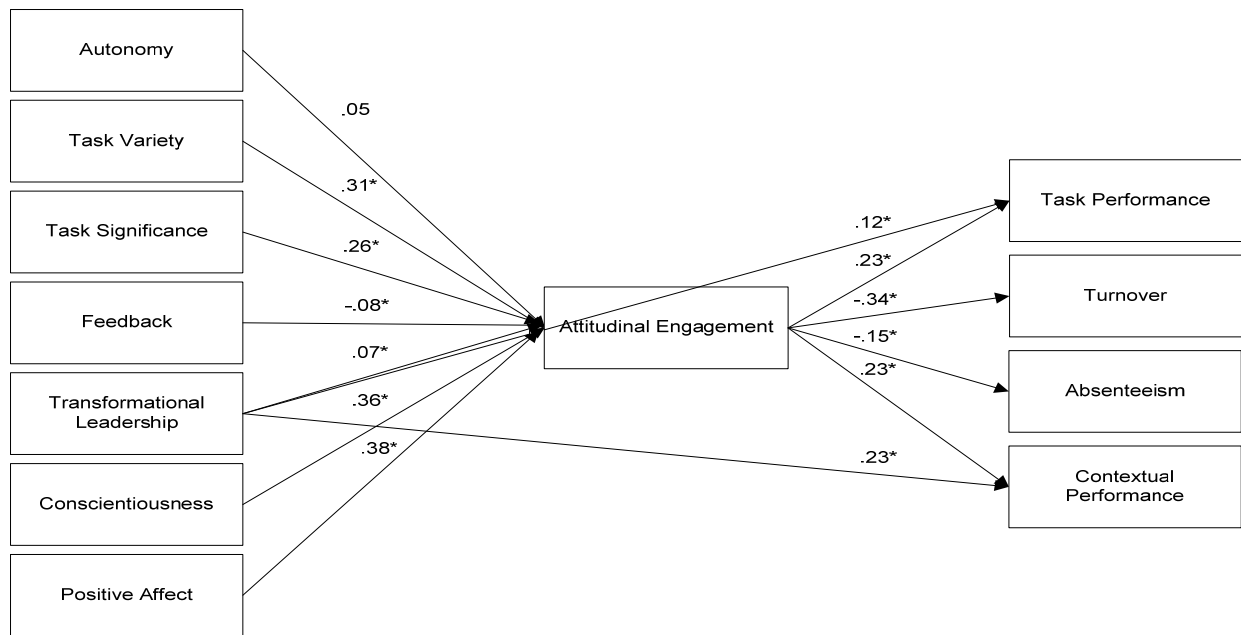 Autonomy
Task Variety
Task Significance
Feedback
Transformational
Leadership
Conscientiousness
Positive Affect
.05
.31*
.26*
-.08*
.07*
.36*
.38*
Attitudinal Engagement
.12*
.23*
-.34*
-.15*
.23*
.23*
Task Performance
Turnover
Absenteeism
Contextual
Performance